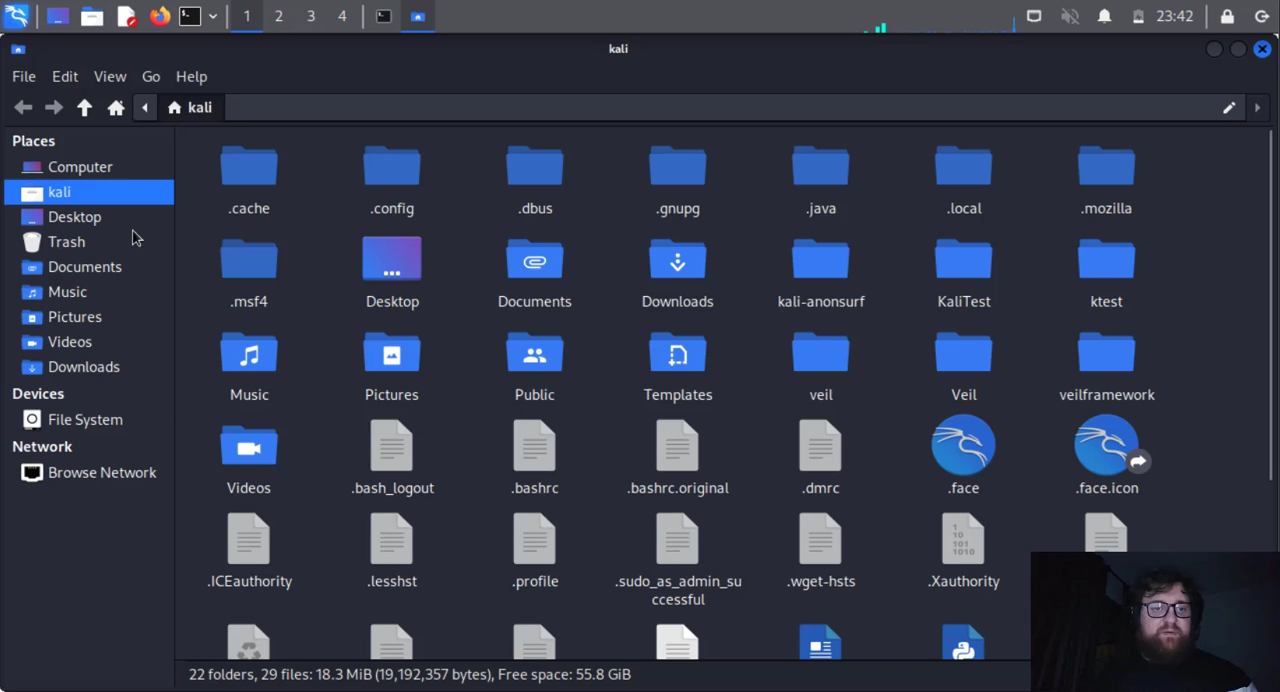 1 2 3 4 23:42
kali
File Edit View Go Help
kali
Places
Computer
kali
Desktop
Trash
Documents
Music
Pictures
Videos
Downloads
Devices
File System
Network
Browse Network
.cache .config .dbus .gnupg .java .local .mozilla
.msf4 Desktop Documents Downloads kali-anonsurf KaliTest ktest
Music Pictures Public Templates veil Veil veilframework
Videos .bash_logout .bashrc .bashrc.original .dmrc .face .face.icon
.ICEauthority .lesshst .profile .sudo_as_admin_su
ccessful .wget-hsts .Xauthority
22 folders, 29 files: 18.3 MiB (19,192,357 bytes), Free space: 55.8 GiB